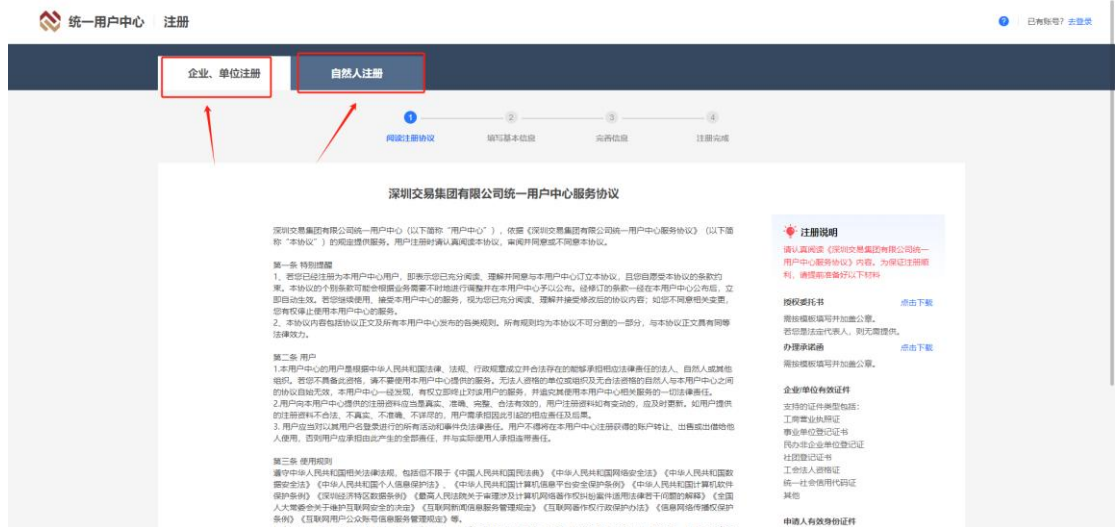 统一用户中心 注册
? 已有账号? 去登录
企业、单位注册 自然人注册
1 2 3 4
阅读注册协议 填写基本信息 完善信息 注册完成
深圳交易集团有限公司统一用户中心服务协议
深圳交易集团有限公司统一用户中心（以下简称“用户中心”），依据《深圳交易集团有限公司统一用户中心服务协议》（以下简
称“本协议”）的规定提供服务。用户注册时请认真阅读本协议，审阅并同意或不同意本协议。
第一条 特别提醒
1、若您已经注册为本用户中心用户，即表示您已充分阅读、理解并同意与本用户中心订立本协议，且您自愿受本协议的条款约
束。本协议的个别条款可能会根据业务需要不时地进行调整并在本用户中心予以公布。经修订的条款一经在本用户中心公布后，立
即自动生效。若您继续使用、接受本用户中心的服务，视为您已充分阅读、理解并接受修改后的协议内容；如您不同意相关变更，
您有权停止使用本用户中心的服务。
2、本协议内容包括协议正文及所有本用户中心发布的各类规则。所有规则均为本协议不可分割的一部分，与本协议正文具有同等
法律效力。
第二条 用户
1.本用户中心的用户是根据中华人民共和国法律、法规、行政规章成立并合法存在的能够承担相应法律责任的法人、自然人或其他
组织。若您不具备此资格，请不要使用本用户中心提供的服务。无法人资格的单位或组织及无合法资格的自然人与本用户中心之间
的协议自始无效，本用户中心一经发现，有权立即终止对该用户的服务，并追究其使用本用户中心相关服务的一切法律责任。
2.用户向本用户中心提供的注册资料应当是真实、准确、完整、合法有效的，用户注册资料如有变动的，应及时更新。如用户提供
的注册资料不合法、不真实、不准确、不详尽的，用户需承担因此引起的相应责任及后果。
3. 用户应当对以其用户名登录进行的所有活动和事件负法律责任。用户不得将在本用户中心注册获得的账户转让、出售或出借给他
人使用，否则用户应承担由此产生的全部责任，并与实际使用人承担连带责任。
第三条 使用规则
遵守中华人民共和国相关法律法规，包括但不限于《中国人民共和国民法典》《中华人民共和国网络安全法》《中华人民共和国数
据安全法》《中华人民共和国个人信息保护法》、《中华人民共和国计算机信息平台安全保护条例》《中华人民共和国计算机软件
保护条例》《深圳经济特区数据条例》《最高人民法院关于审理涉及计算机网络著作权纠纷案件适用法律若干问题的解释》《全国
人大常委会关于维护互联网安全的决定》《互联网新闻信息服务管理规定》《互联网著作权行政保护办法》《信息网络传播权保护
条例》《互联网用户公众账号信息服务管理规定》等。
注册说明
请认真阅读《深圳交易集团有限公司统一
用户中心服务协议》内容。为保证注册顺
利，请提前准备好以下材料
授权委托书 点击下载
需按模板填写并加盖公章。
若您是法定代表人，则无需提供。
办理承诺函 点击下载
需按模板填写并加盖公章。
企业/单位有效证件
支持的证件类型包括：
工商营业执照证
事业单位登记证书
民办非企业单位登记证
社团登记证书
工会法人资格证
统一社会信用代码证
其他
申请人有效身份证件